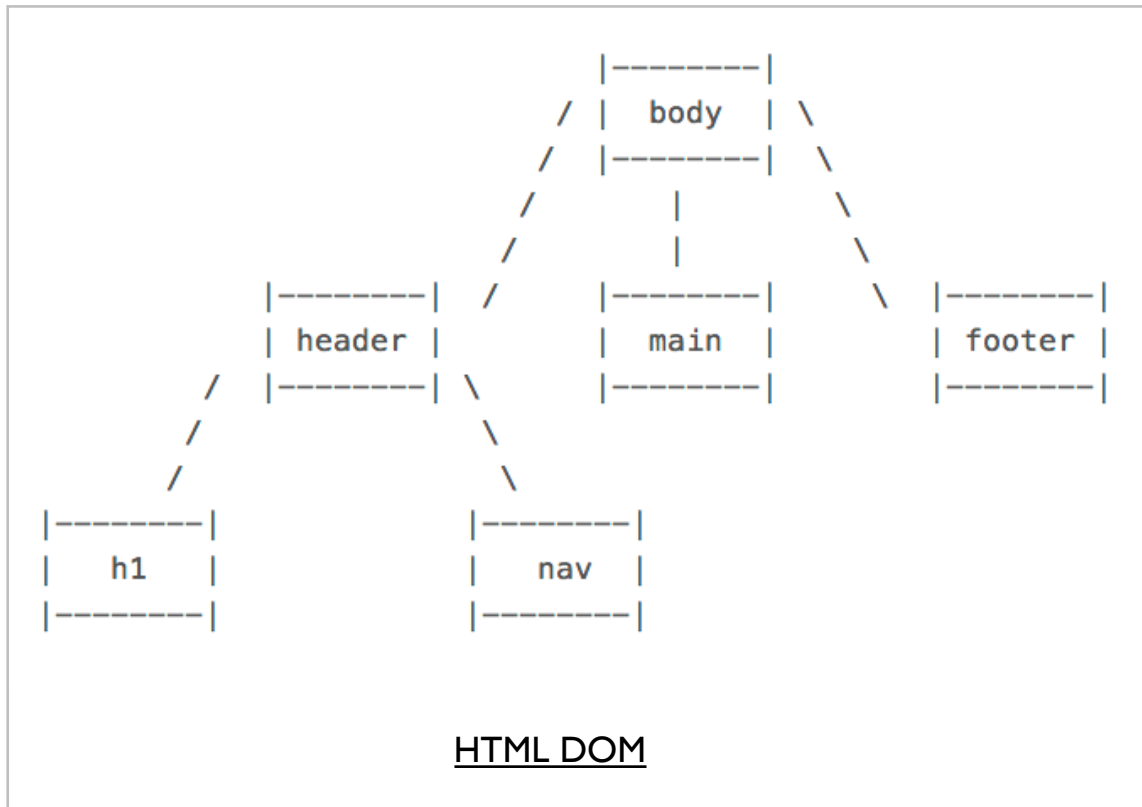 |--------|
/ | body | \
/ |--------| \
/ | \
/ | \
|--------| / |--------| \ |--------|
| header | | main | | footer |
/ |--------| \ |--------| |--------|
/ \
/ \
|--------| |--------|
| h1 | | nav |
|--------| |--------|
HTML DOM